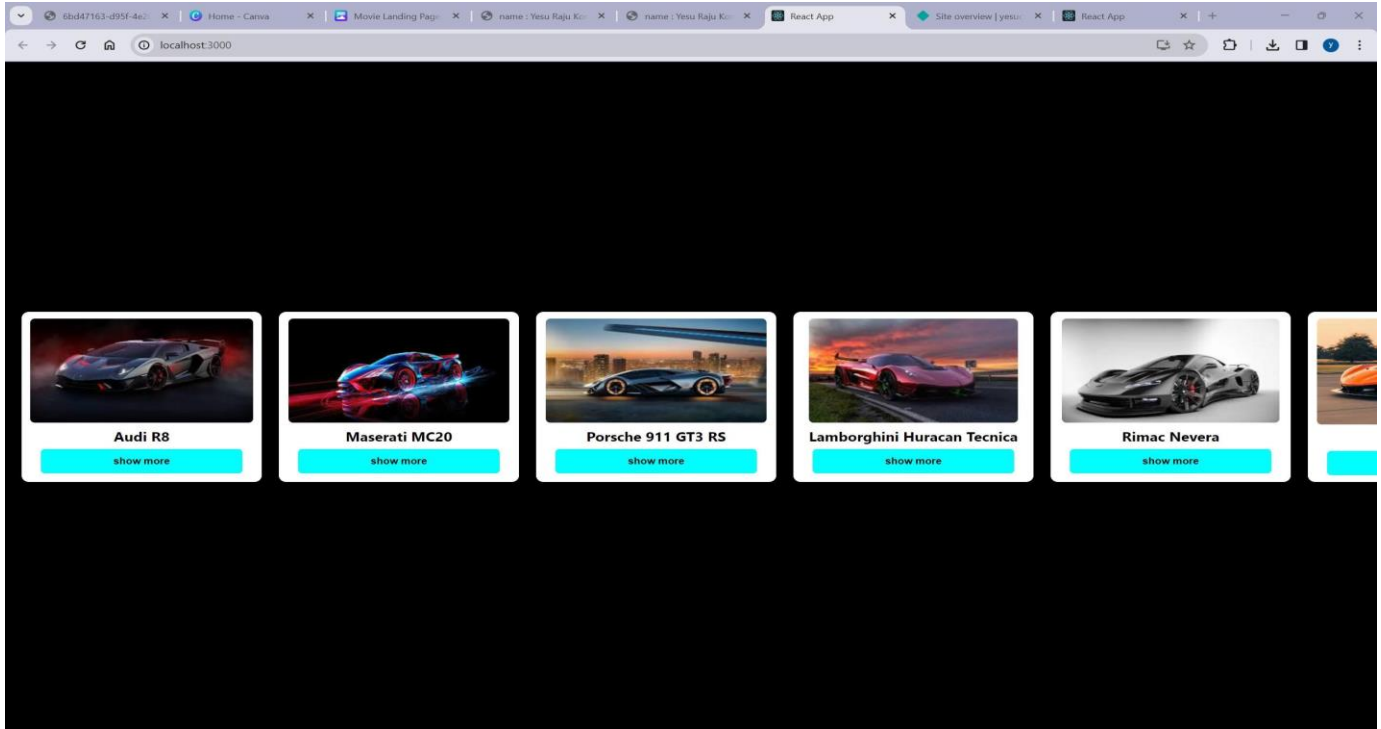 6bd47163-d95f-4e2
Home - Canva
Movie Landing Page
name : Yesu Raju Ko
name : Yesu Raju Ko
React App
Site overview | yesu
React App
localhost:3000
Y
Audi R8
show more
Maserati MC20
show more
Porsche 911 GT3 RS
show more
Lamborghini Huracan Tecnica
show more
Rimac Nevera
show more